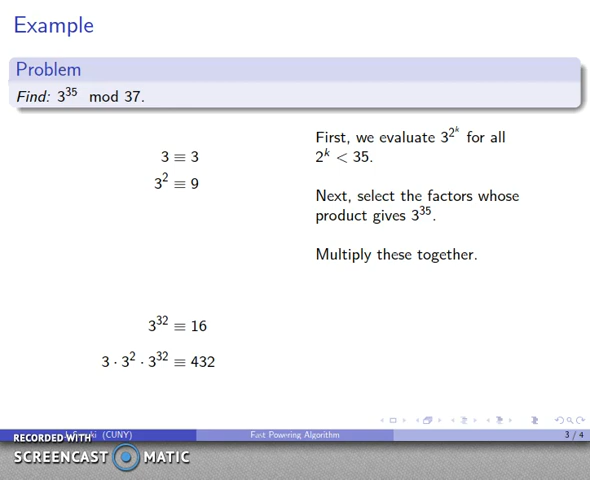 Example
Problem
Find: 3^35 mod 37.
First, we evaluate 3^{2^k} for all
2^k < 35.
3 ≡ 3
3^2 ≡ 9
Next, select the factors whose
product gives 3^35.
Multiply these together.
3^32 ≡ 16
3 · 3^2 · 3^32 ≡ 432
(CUNY)
Fast Powering Algorithm
3 / 4
RECORDED WITH
SCREENCAST MATIC